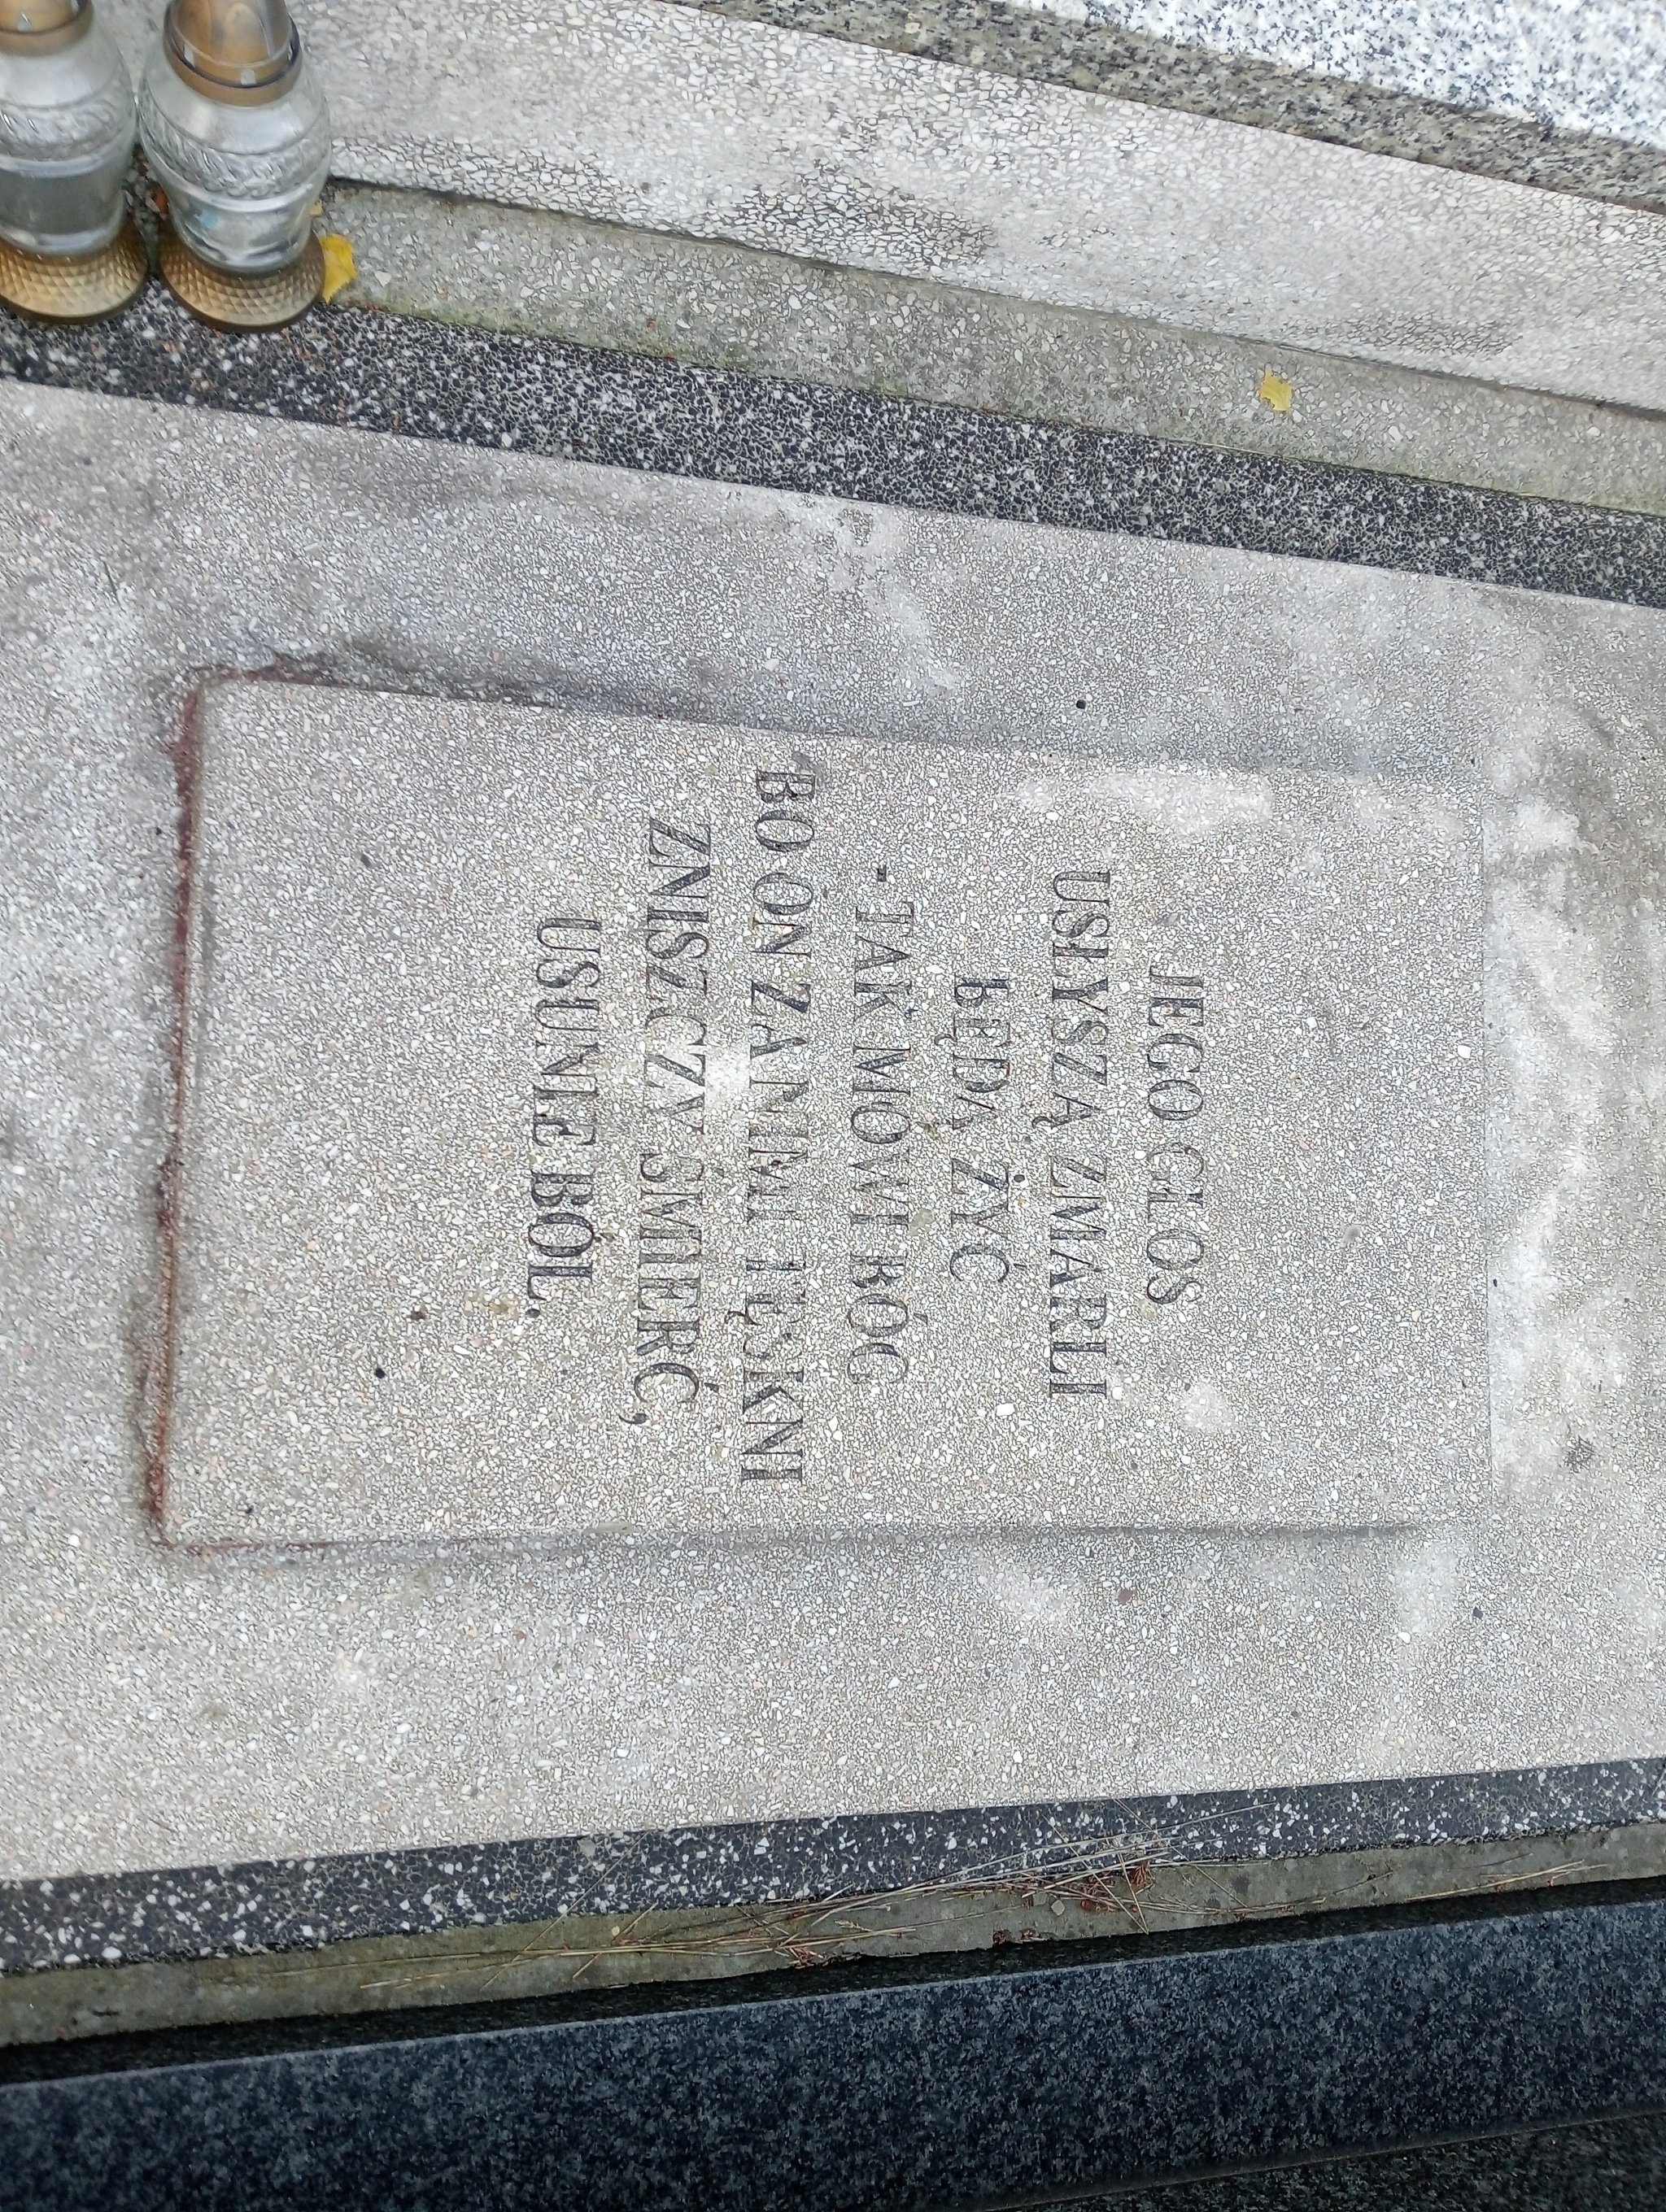 JEGO GŁOS
USŁYSZĄ ZMARLI
BĘDĄ ŻYĆ
- TAK MÓWI BÓG
BO ON ZA NIMI TĘSKNI
ZNISZCZY ŚMIERĆ,
USUNIE BÓL.